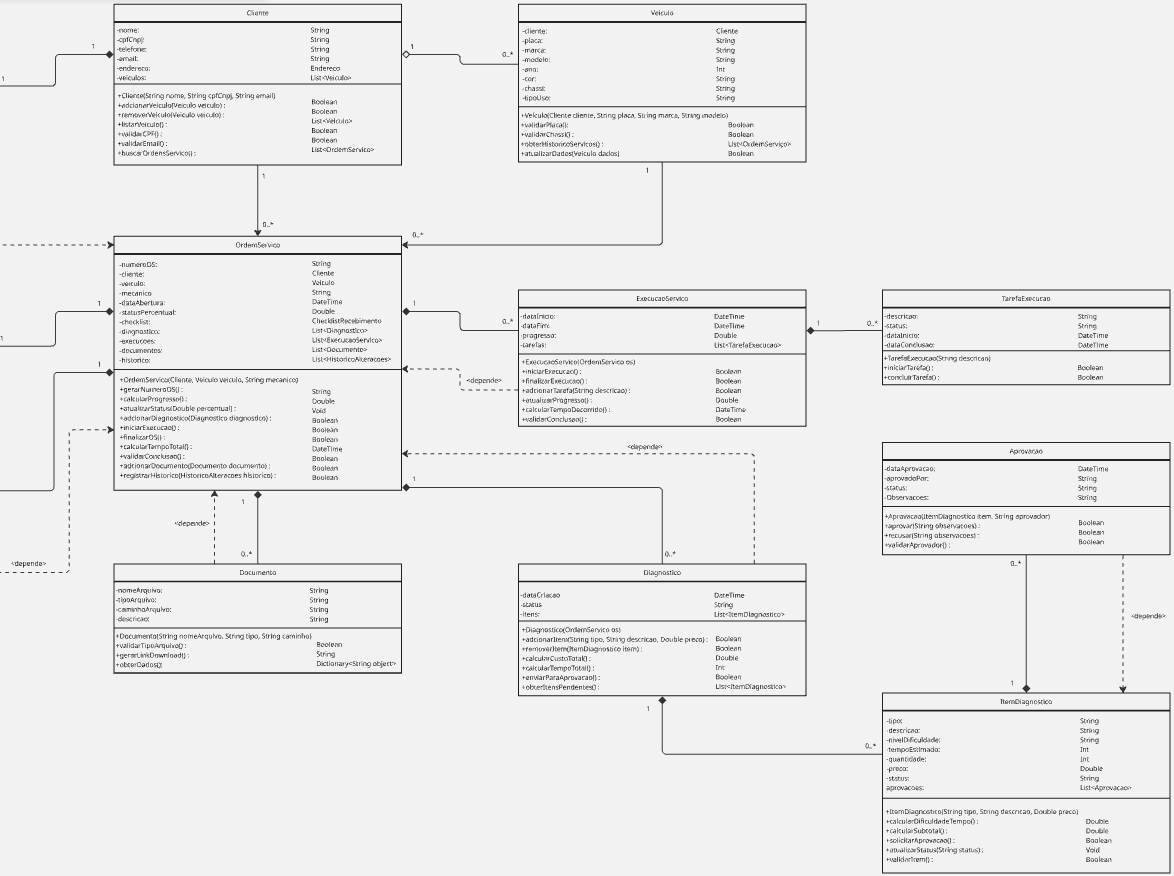 Cliente
-nome: String
-cpfCnpj: String
-telefone: String
-email: String
-endereco: Endereco
-veiculos: List<Veiculo>
+Cliente(String nome, String cpfCnpj, String email)
+adcionarVeiculo(Veiculo veiculo) : Boolean
+removerVeiculo(Veiculo veiculo) : Boolean
+listarVeiculo() : List<Veiculo>
+validarCPF() : Boolean
+validarEmail() : Boolean
+buscarOrdensServico() : List<OrdemServico>
1
1
1
0..*
Veiculo
-cliente: Cliente
-placa: String
-marca: String
-modelo: String
-ano: Int
-cor: String
-chassi: String
-tipoUso: String
+Veiculo(Cliente cliente, String placa, String marca, String modelo)
+validarPlaca(): Boolean
+validarChassi(): Boolean
+obterHistoricoServicos() : List<OrdemServiço>
+atualizarDados(Veiculo dados) Boolean
1
0..*
1
0..*
OrdemServico
-numeroOS: String
-cliente: Cliente
-veiculo: Veiculo
-mecanico String
-dataAbertura: DateTime
-statusPercentual: Double
-checklist: ChecklistRecebimento
-diagnostico: List<Diagnostico>
-execucoes: List<ExecucaoServico>
-documentos: List<Documento>
-historico: List<HistoricoAlteracoes>
+OrdemServico(Cliente, Veiculo veiculo, String mecanico)
+gerarNumeroOS() : String
+calcularProgresso() : Double
+atualizarStatus(Double percentual) : Void
+adcionarDiagnostico(Diagnostico diagnostico) : Boolean
+iniciarExecucao() : Boolean
+finalizarOS() : Boolean
+calcularTempoTotal() : DateTime
+validarConclusao() : Boolean
+adcionarDocumento(Documento documento) : Boolean
+registrarHistorico(HistoricoAlteracoes historico) : Boolean
1
1
1
1
0..*
<depende>
ExecucaoServico
-dataInicio: DateTime
-dataFim: DateTime
-progresso: Double
-tarefas: List<TarefaExecucao>
+ExecucaoServico(OrdemServico os)
+iniciarExecucao() : Boolean
+finalizarExecucao() : Boolean
+adcionarTarefa(String descricao) : Boolean
+atualizarProgresso() : Double
+calcularTempoDecorrido() : DateTime
+validarConclusao() : Boolean
1
0..*
TarefaExecucao
-descricao: String
-status: String
-dataInicio: DateTime
-dataConclusao: DateTime
+TarefaExecucao(String descricao)
+iniciarTarefa() : Boolean
+concluirTarefa() : Boolean
<depende>
1
0..*
Aprovacao
-dataAprovacao: DateTime
-aprovadoPor: String
-status: String
-Observacoes: String
+Aprovacao(ItemDiagnostico item, String aprovador)
+aprovar(String observacoes) : Boolean
+recusar(String observacoes) : Boolean
+validarAprovador() : Boolean
0..*
<depende>
1
1
<depende>
0..*
<depende>
Documento
-nomeArquivo: String
-tipoArquivo: String
-caminhoArquivo: String
-descricao: String
+Documento(String nomeArquivo, String tipo, String caminho)
+validarTipoArquivo() : Boolean
+gerarLinkDownload() : String
+obterDados(): Dictionary<String object>
Diagnostico
-dataCriacao DateTime
-status String
-itens: List<ItemDiagnostico>
+Diagnostico(OrdemServico os)
+adcionarItem(String tipo, String descricao, Double preco) : Boolean
+removerItem(ItemDiagnostico item) : Boolean
+calcularCustoTotal() : Double
+calcularTempoTotal() : Int
+enviarParaAprovacao() : Boolean
+obterItensPendentes() : List<ItemDiagnostico>
1
0..*
ItemDiagnostico
-tipo: String
-descricao: String
-nivelDificuldade: String
-tempoEstimado: Int
-quantidade: Int
-preco: Double
-status: String
aprovacoes: List<Aprovacao>
+ItemDiagnostico(String tipo, String descricao, Double preco)
+calcularDificuldadeTempo() : Double
+calcularSubtotal() : Double
+solicitarAprovacao() : Boolean
+atualizarStatus(String status) : Void
+validarItem() : Boolean